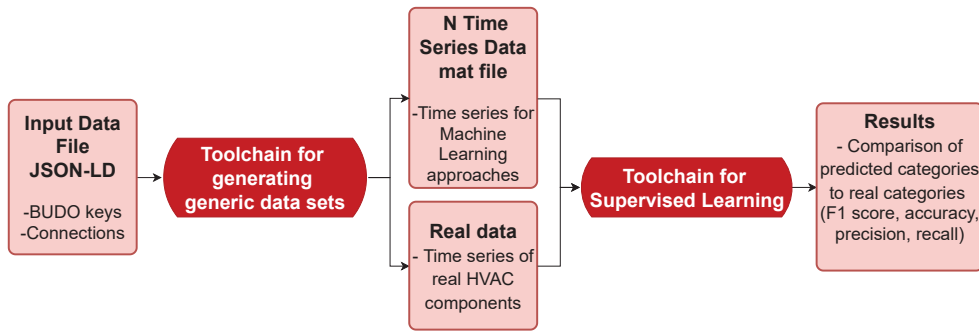 Input Data
File
JSON-LD
-BUDO keys
-Connections
Toolchain for
generating
generic data sets
N Time
Series Data
mat file
-Time series for
Machine
Learning
approaches
Real data
- Time series of
real HVAC
components
Toolchain for
Supervised Learning
Results
- Comparison of
predicted categories
to real categories
(F1 score, accuracy,
precision, recall)